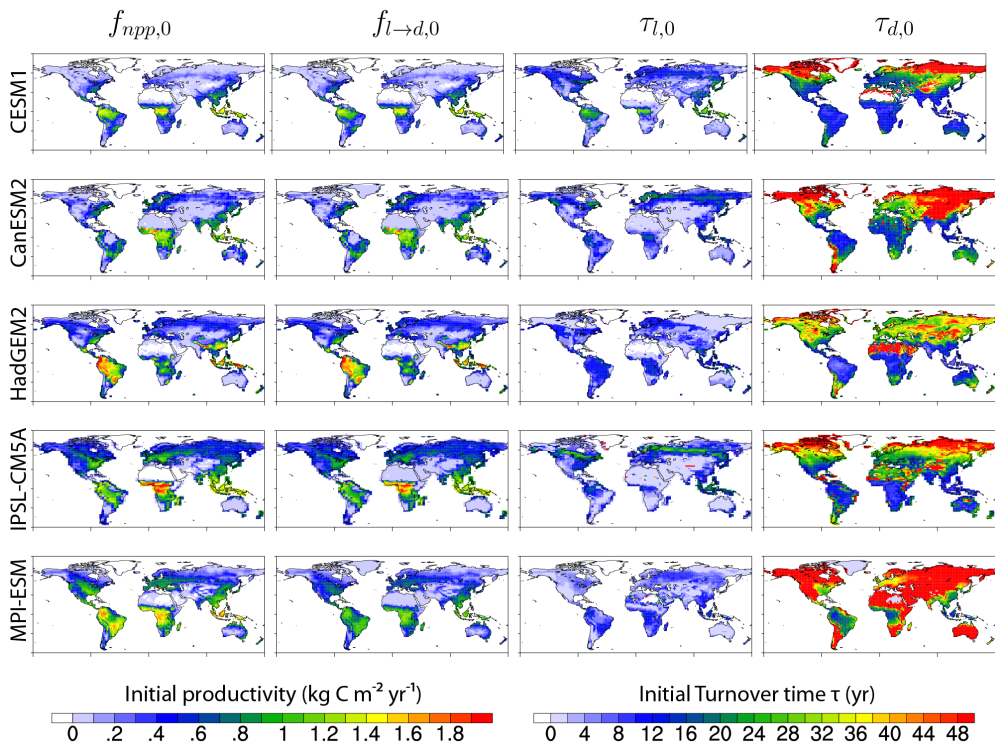 f_{npp,0} f_{l→d,0} τ_{l,0} τ_{d,0}
CESM1
CanESM2
HadGEM2
IPSL-CM5A
MPI-ESM
Initial productivity (kg C m⁻² yr⁻¹) Initial Turnover time τ (yr)
0 .2 .4 .6 .8 1 1.2 1.4 1.6 1.8 0 4 8 12 16 20 24 28 32 36 40 44 48